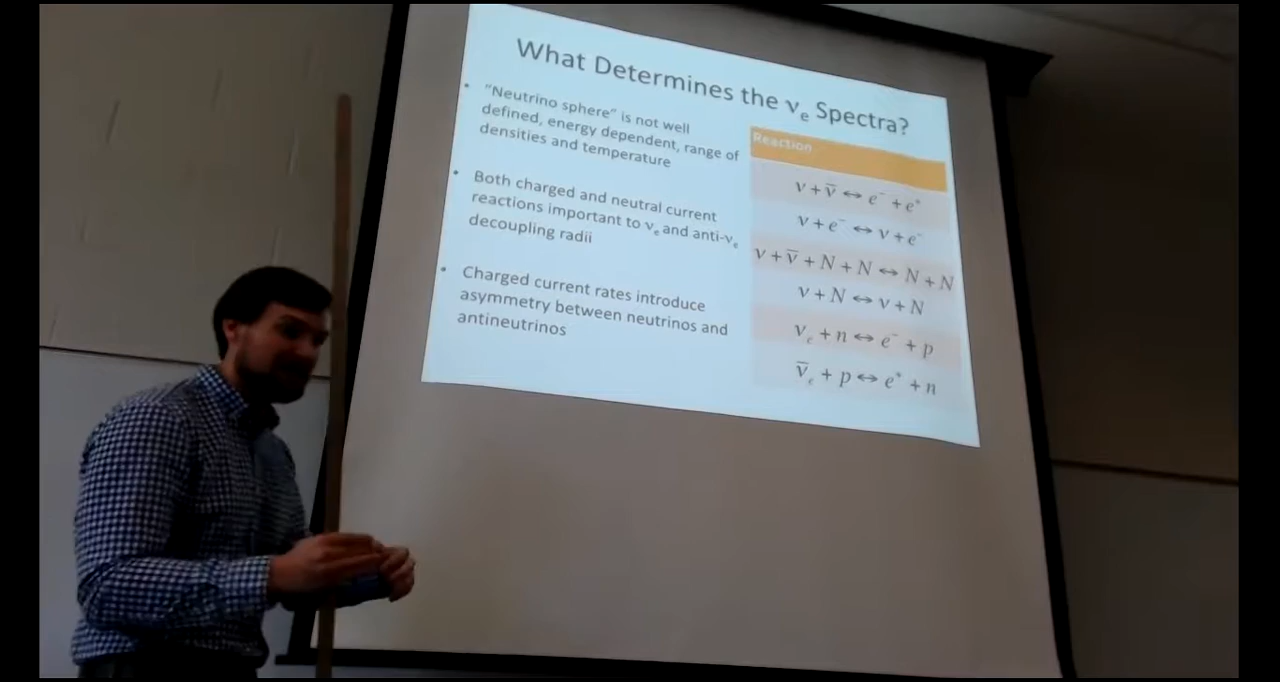 What Determines the νₑ Spectra?
• "Neutrino sphere" is not well
defined, energy dependent, range of
densities and temperature
• Both charged and neutral current
reactions important to νₑ and anti-νₑ
decoupling radii
• Charged current rates introduce
asymmetry between neutrinos and
antineutrinos
Reaction
ν + ν̅ ⇔ e⁻ + e⁺
ν + e⁻ ⇔ ν + e⁻
ν + ν̅ + N + N ⇔ N + N
ν + N ⇔ ν + N
νₑ + n ⇔ e⁻ + p
ν̅ₑ + p ⇔ e⁺ + n